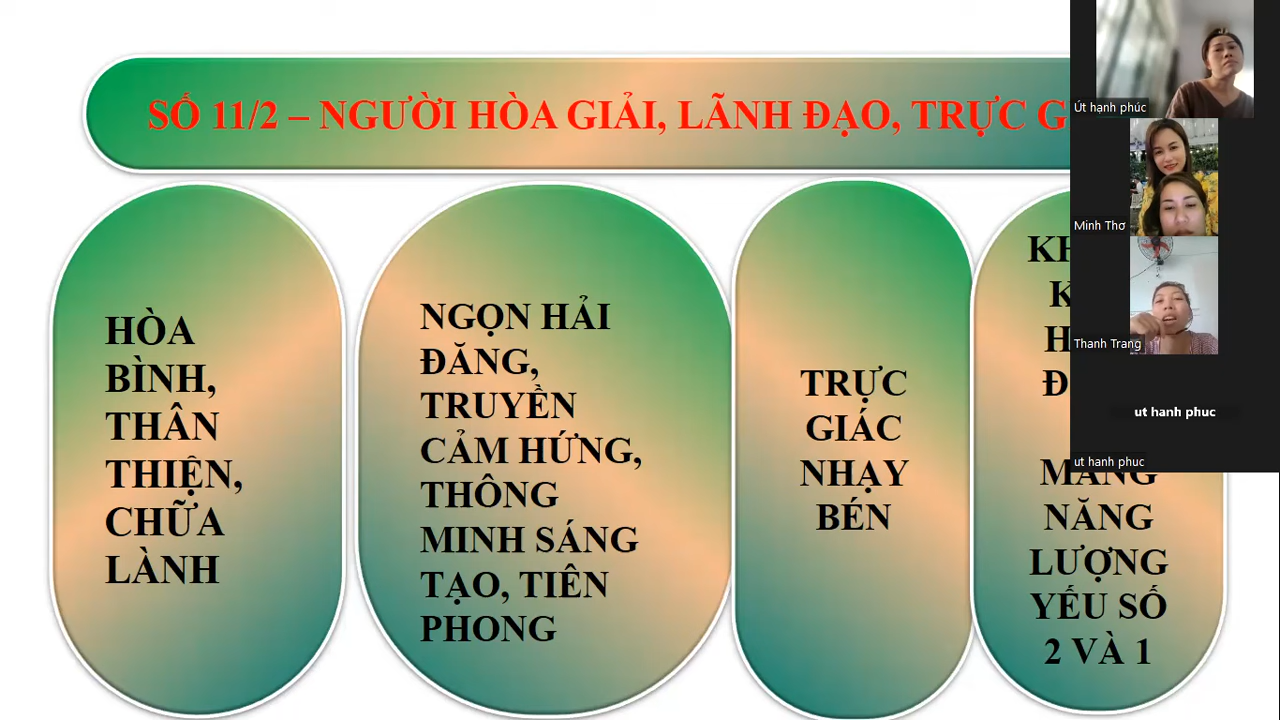 SỐ 11/2 – NGƯỜI HÒA GIẢI, LÃNH ĐẠO, TRỰC
HÒA
BÌNH,
THÂN
THIỆN,
CHỮA
LÀNH
NGỌN HẢI
ĐĂNG,
TRUYỀN
CẢM HỨNG,
THÔNG
MINH SÁNG
TẠO, TIÊN
PHONG
TRỰC
GIÁC
NHẠY
BÉN
MANG
NĂNG
LƯỢNG
YẾU SỐ
2 VÀ 1
Út hạnh phúc
Minh Thơ
Thanh Trang
ut hanh phuc
ut hanh phuc